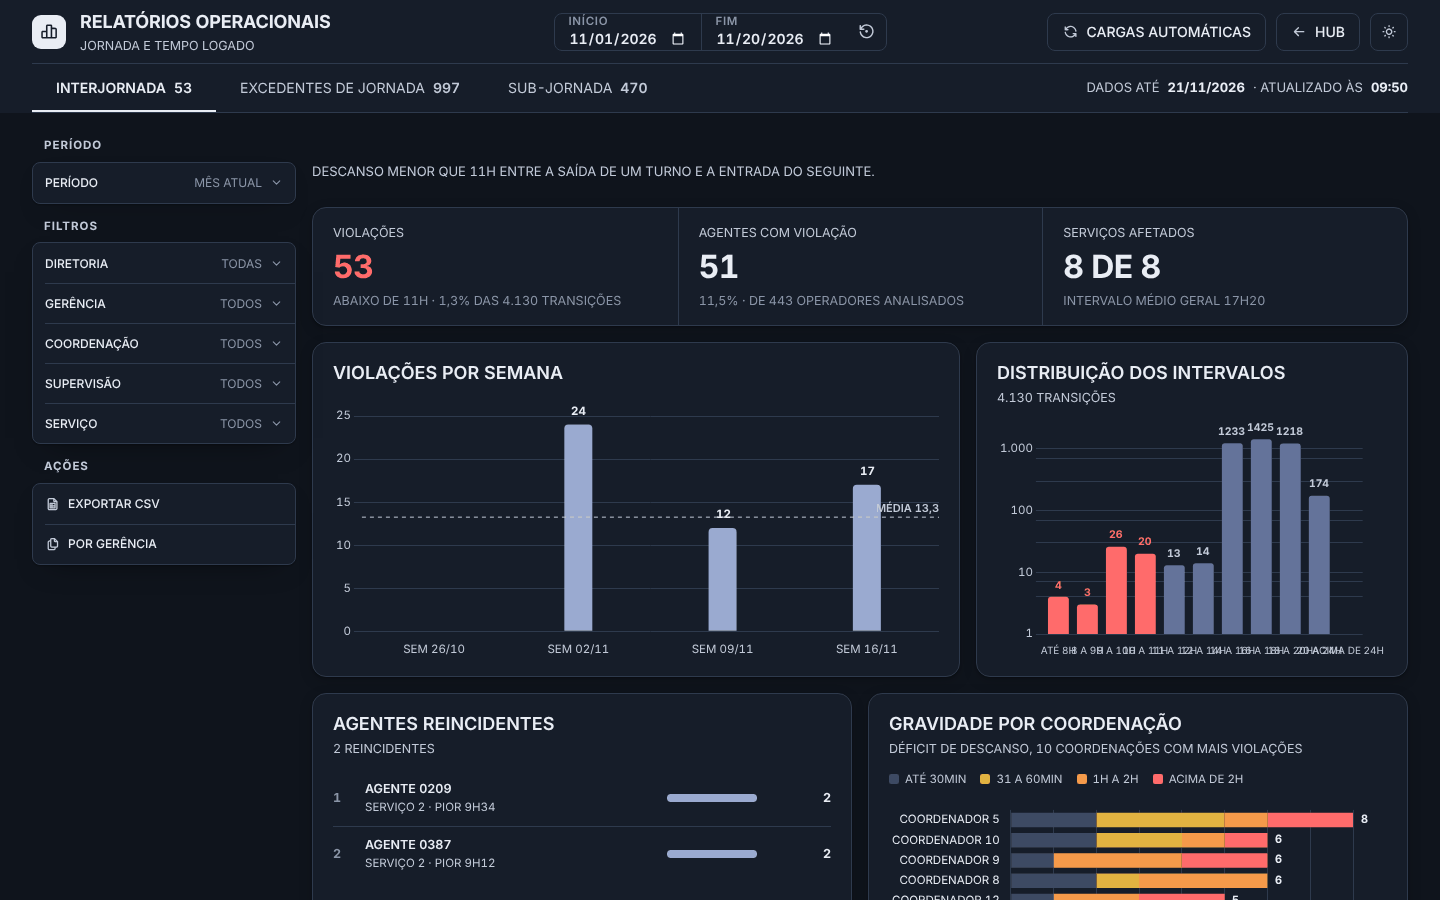 RELATÓRIOS OPERACIONAIS
JORNADA E TEMPO LOGADO
INÍCIO
11/01/2026
FIM
11/20/2026
CARGAS AUTOMÁTICAS
HUB
INTERJORNADA 53
EXCEDENTES DE JORNADA 997
SUB-JORNADA 470
DADOS ATÉ 21/11/2026 · ATUALIZADO ÀS 09:50
PERÍODO
PERÍODO MÊS ATUAL
FILTROS
DIRETORIA TODAS
GERÊNCIA TODOS
COORDENAÇÃO TODOS
SUPERVISÃO TODOS
SERVIÇO TODOS
AÇÕES
EXPORTAR CSV
POR GERÊNCIA
DESCANSO MENOR QUE 11H ENTRE A SAÍDA DE UM TURNO E A ENTRADA DO SEGUINTE.
VIOLAÇÕES
53
ABAIXO DE 11H · 1,3% DAS 4.130 TRANSIÇÕES
AGENTES COM VIOLAÇÃO
51
11,5% · DE 443 OPERADORES ANALISADOS
SERVIÇOS AFETADOS
8 DE 8
INTERVALO MÉDIO GERAL 17H20
VIOLAÇÕES POR SEMANA
25
20
15
10
5
0
24
12
17
MÉDIA 13,3
SEM 26/10
SEM 02/11
SEM 09/11
SEM 16/11
DISTRIBUIÇÃO DOS INTERVALOS
4.130 TRANSIÇÕES
1.000
100
10
1
4
3
26
20
13
14
1233
1425
1218
174
ATÉ 8H
DE 24H
AGENTES REINCIDENTES
2 REINCIDENTES
1 AGENTE 0209 2
SERVIÇO 2 · PIOR 9H34
2 AGENTE 0387 2
SERVIÇO 2 · PIOR 9H12
GRAVIDADE POR COORDENAÇÃO
DÉFICIT DE DESCANSO, 10 COORDENAÇÕES COM MAIS VIOLAÇÕES
ATÉ 30MIN
31 A 60MIN
1H A 2H
ACIMA DE 2H
COORDENADOR 5 8
COORDENADOR 10 6
COORDENADOR 9 6
COORDENADOR 8 6
COORDENADOR 12 5